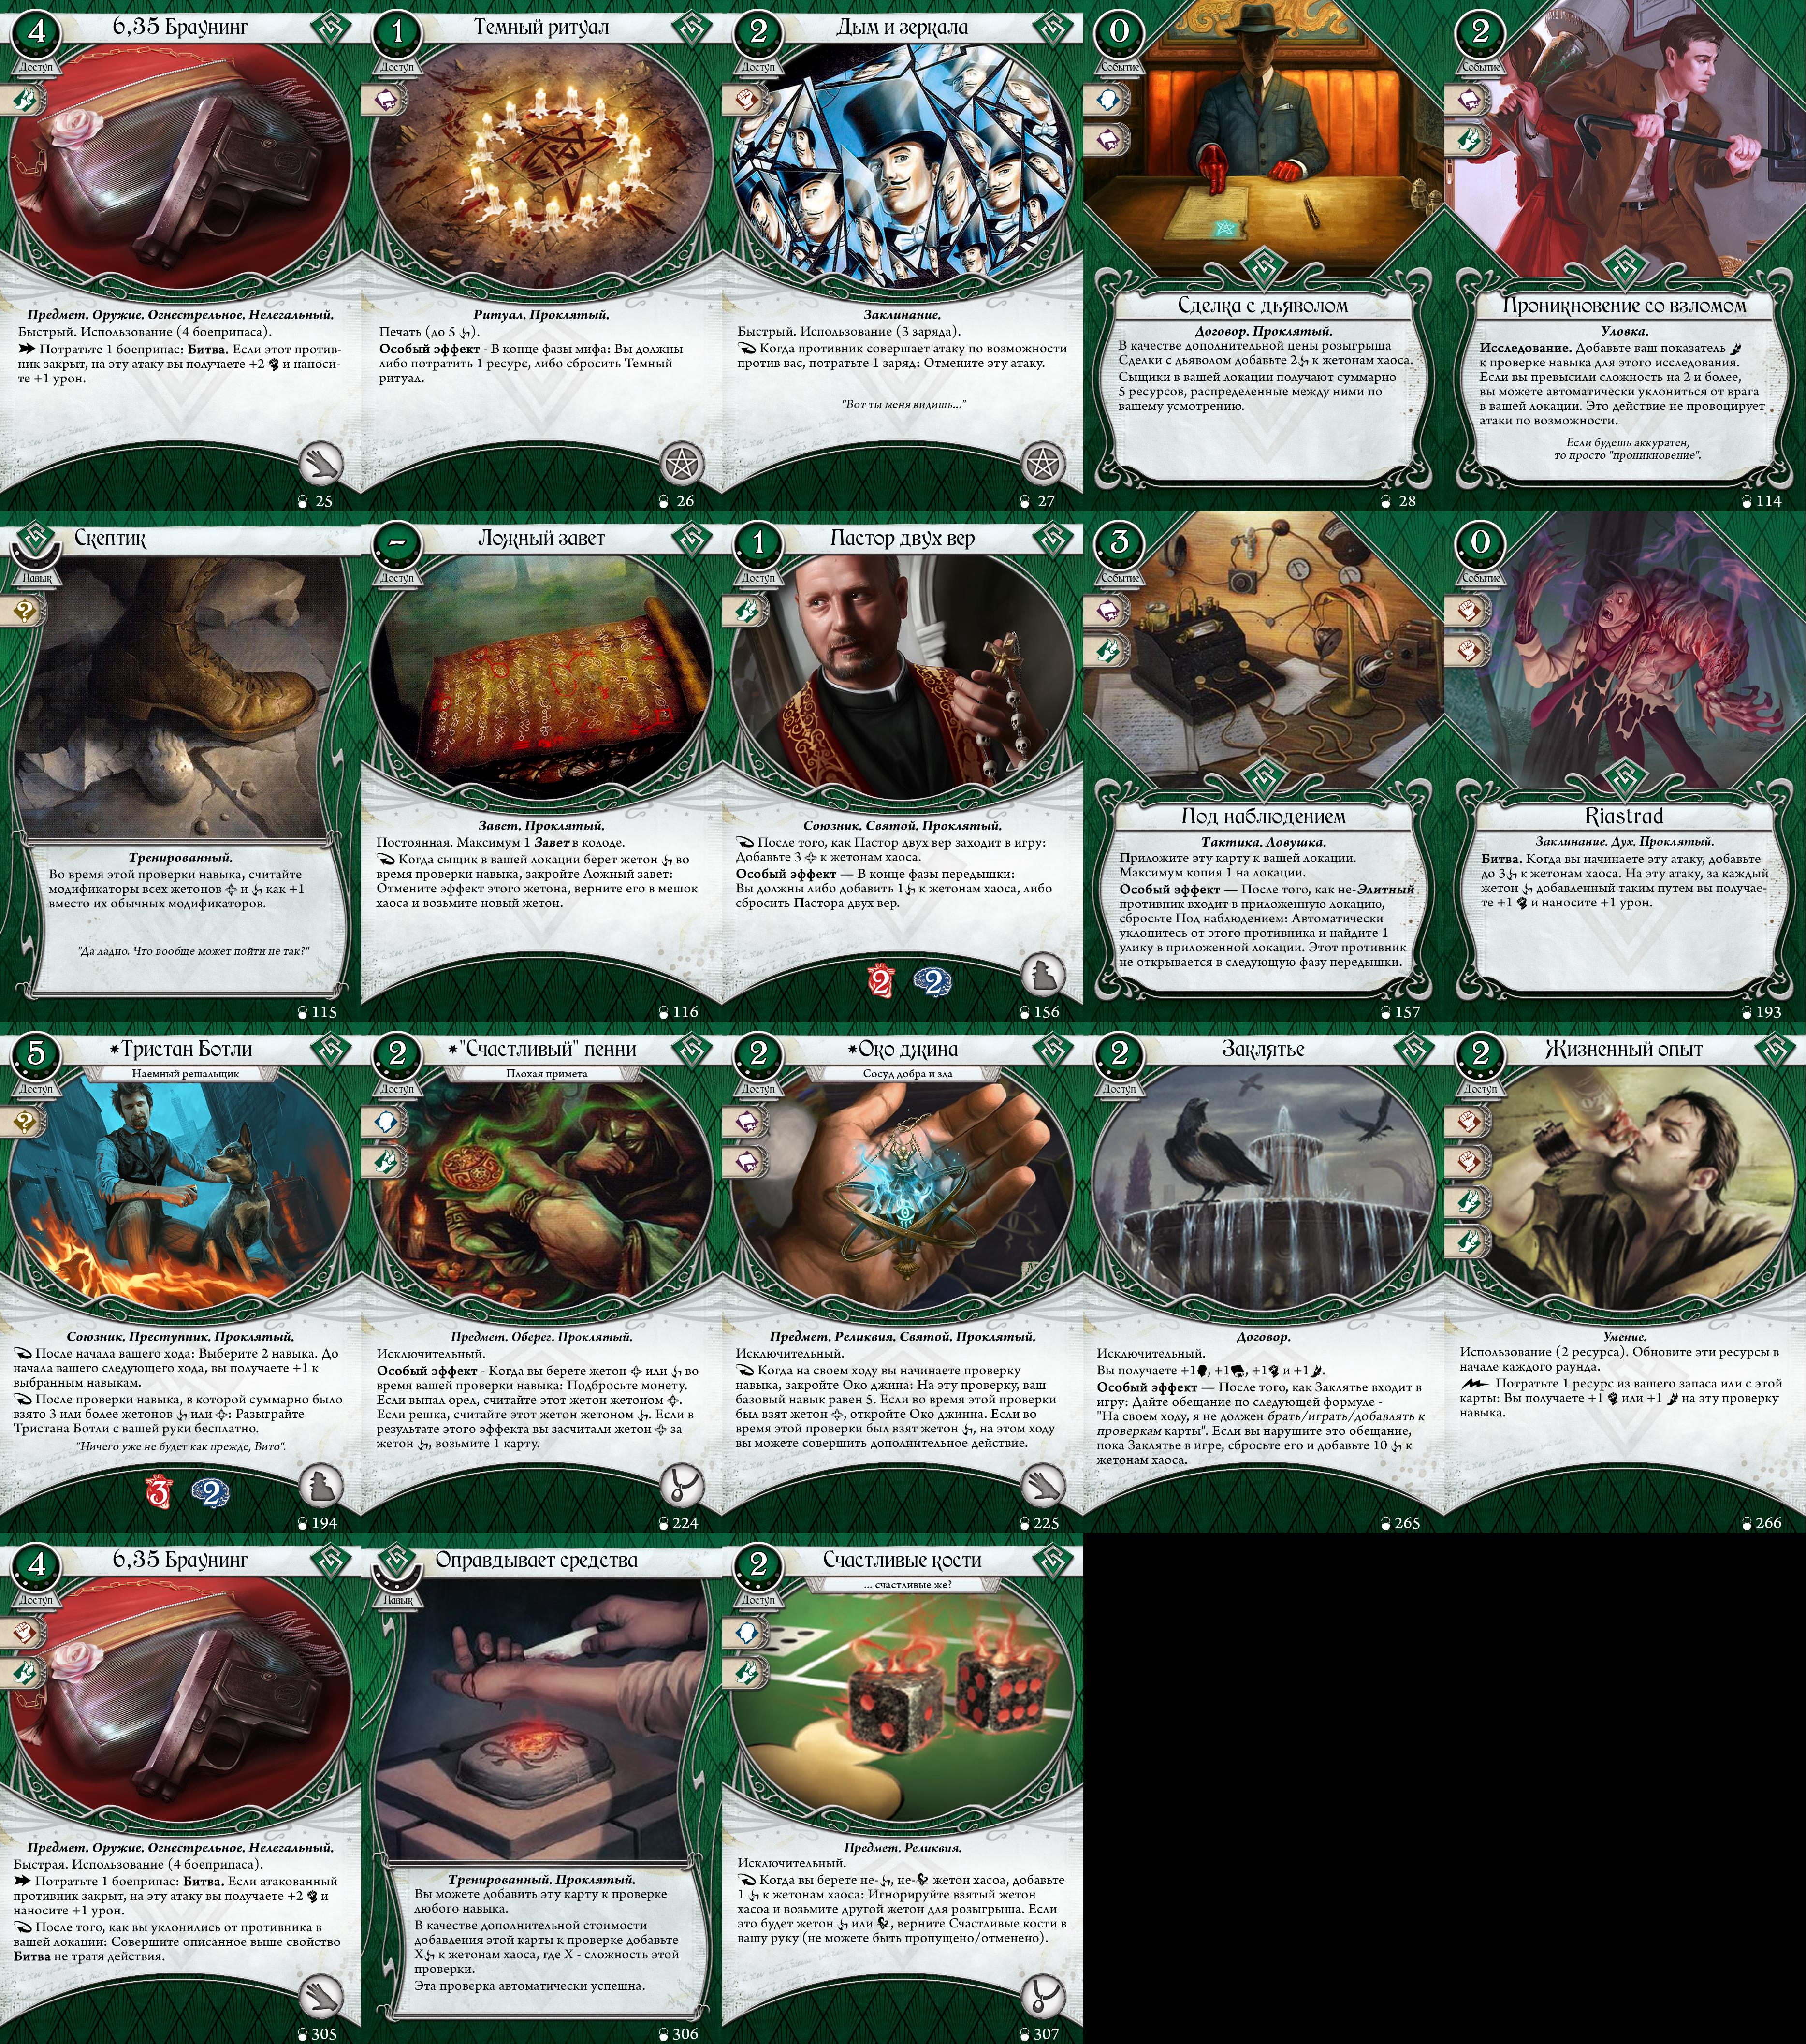 4
6,35 Браунинг
Доступ
Предмет. Оружие. Огнестрельное. Нелегальный.
Быстрый. Использование (4 боеприпаса).
Потратьте 1 боеприпас: Битва. Если этот против-
ник закрыт, на эту атаку вы получаете +2 и наноси-
те +1 урон.
25
1
Темный ритуал
Доступ
Ритуал. Проклятый.
Печать (до 5 ).
Особый эффект - В конце фазы мифа: Вы должны
либо потратить 1 ресурс, либо сбросить Темный
ритуал.
26
2
Дым и зеркала
Доступ
Заклинание.
Быстрый. Использование (3 заряда).
Когда противник совершает атаку по возможности
против вас, потратьте 1 заряд: Отмените эту атаку.
"Вот ты меня видишь..."
27
0
Событие
Сделка с дьяволом
Договор. Проклятый.
В качестве дополнительной цены розыгрыша
Сделки с дьяволом добавьте 2 к жетонам хаоса.
Сыщики в вашей локации получают суммарно
5 ресурсов, распределенные между ними по
вашему усмотрению.
28
2
Событие
Проникновение со взломом
Уловка.
Исследование. Добавьте ваш показатель
к проверке навыка для этого исследования.
Если вы превысили сложность на 2 и более,
вы можете автоматически уклониться от врага
в вашей локации. Это действие не провоцирует
атаки по возможности.
Если будешь аккуратен,
то просто "проникновение".
114
Скептик
Навык
?
Тренированный.
Во время этой проверки навыка, считайте
модификаторы всех жетонов и как +1
вместо их обычных модификаторов.
"Да ладно. Что вообще может пойти не так?"
115
–
Ложный завет
Доступ
Завет. Проклятый.
Постоянная. Максимум 1 Завет в колоде.
Когда сыщик в вашей локации берет жетон во
время проверки навыка, закройте Ложный завет:
Отмените эффект этого жетона, верните его в мешок
хаоса и возьмите новый жетон.
116
1
Пастор двух вер
Доступ
Союзник. Святой. Проклятый.
После того, как Пастор двух вер заходит в игру:
Добавьте 3 к жетонам хаоса.
Особый эффект — В конце фазы передышки:
Вы должны либо добавить 1 к жетонам хаоса, либо
сбросить Пастора двух вер.
2 2
156
3
Событие
Под наблюдением
Тактика. Ловушка.
Приложите эту карту к вашей локации.
Максимум копия 1 на локации.
Особый эффект — После того, как не-Элитный
противник входит в приложенную локацию,
сбросьте Под наблюдением: Автоматически
уклонитесь от этого противника и найдите 1
улику в приложенной локации. Этот противник
не открывается в следующую фазу передышки.
157
0
Событие
Riastrad
Заклинание. Дух. Проклятый.
Битва. Когда вы начинаете эту атаку, добавьте
до 3 к жетонам хаоса. На эту атаку, за каждый
жетон добавленный таким путем вы получае-
те +1 и наносите +1 урон.
193
5
Тристан Ботли
Наемный решальщик
Доступ
?
Союзник. Преступник. Проклятый.
После начала вашего хода: Выберите 2 навыка. До
начала вашего следующего хода, вы получаете +1 к
выбранным навыкам.
После проверки навыка, в которой суммарно было
взято 3 или более жетонов или : Разыграйте
Тристана Ботли с вашей руки бесплатно.
"Ничего уже не будет как прежде, Вито".
3 2
194
2
"Счастливый" пенни
Плохая примета
Доступ
Предмет. Оберег. Проклятый.
Исключительный.
Особый эффект - Когда вы берете жетон или во
время вашей проверки навыка: Подбросьте монету.
Если выпал орел, считайте этот жетон жетоном .
Если решка, считайте этот жетон жетоном . Если в
результате этого эффекта вы засчитали жетон за
жетон , возьмите 1 карту.
224
2
Око джина
Сосуд добра и зла
Доступ
Предмет. Реликвия. Святой. Проклятый.
Исключительный.
Когда на своем ходу вы начинаете проверку
навыка, закройте Око джина: На эту проверку, ваш
базовый навык равен 5. Если во время этой проверки
был взят жетон , откройте Око джинна. Если во
время этой проверки был взят жетон , на этом ходу
вы можете совершить дополнительное действие.
225
2
Заклятье
Доступ
Договор.
Исключительный.
Вы получаете +1 , +1 , +1 и +1 .
Особый эффект — После того, как Заклятье входит в
игру: Дайте обещание по следующей формуле -
"На своем ходу, я не должен брать/играть/добавлять к
проверкам карты". Если вы нарушите это обещание,
пока Заклятье в игре, сбросьте его и добавьте 10 к
жетонам хаоса.
265
2
Жизненный опыт
Доступ
Умение.
Использование (2 ресурса). Обновите эти ресурсы в
начале каждого раунда.
Потратьте 1 ресурс из вашего запаса или с этой
карты: Вы получаете +1 или +1 на эту проверку
навыка.
266
4
6,35 Браунинг
Доступ
Предмет. Оружие. Огнестрельное. Нелегальный.
Быстрая. Использование (4 боеприпаса).
Потратьте 1 боеприпас: Битва. Если атакованный
противник закрыт, на эту атаку вы получаете +2 и
наносите +1 урон.
После того, как вы уклонились от противника в
вашей локации: Совершите описанное выше свойство
Битва не тратя действия.
305
Оправдывает средства
Навык
Тренированный. Проклятый.
Вы можете добавить эту карту к проверке
любого навыка.
В качестве дополнительной стоимости
добавления этой карты к проверке добавьте
X к жетонам хаоса, где X - сложность этой
проверки.
Эта проверка автоматически успешна.
306
2
Счастливые кости
... счастливые же?
Доступ
Предмет. Реликвия.
Исключительный.
Когда вы берете не- , не- жетон хасоа, добавьте
1 к жетонам хаоса: Игнорируйте взятый жетон
хасоа и возьмите другой жетон для розыгрыша. Если
это будет жетон или , верните Счастливые кости в
вашу руку (не может быть пропущено/отменено).
307